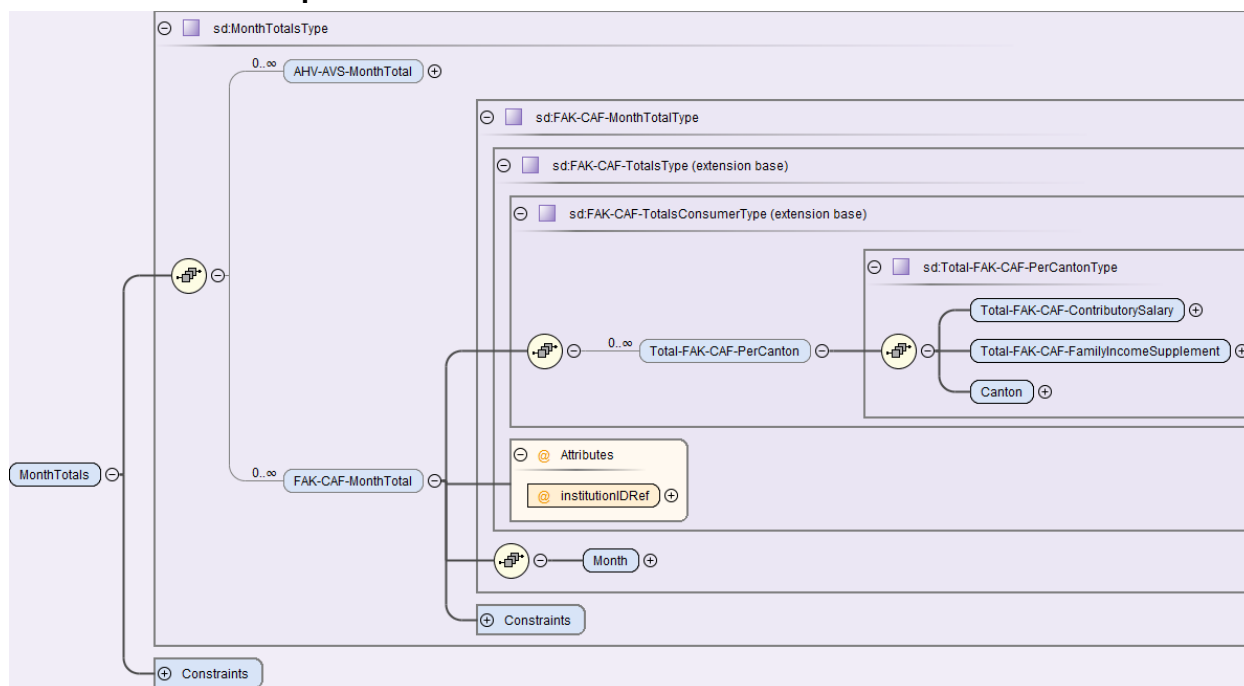 sd:MonthTotalsType
0..∞
AHV-AVS-MonthTotal
sd:FAK-CAF-MonthTotalType
sd:FAK-CAF-TotalsType (extension base)
sd:FAK-CAF-TotalsConsumerType (extension base)
sd:Total-FAK-CAF-PerCantonType
Total-FAK-CAF-ContributorySalary
0..∞
Total-FAK-CAF-PerCanton
Total-FAK-CAF-FamilyIncomeSupplement
Canton
@ Attributes
MonthTotals
0..∞
FAK-CAF-MonthTotal
@ institutionIDRef
Month
Constraints
Constraints